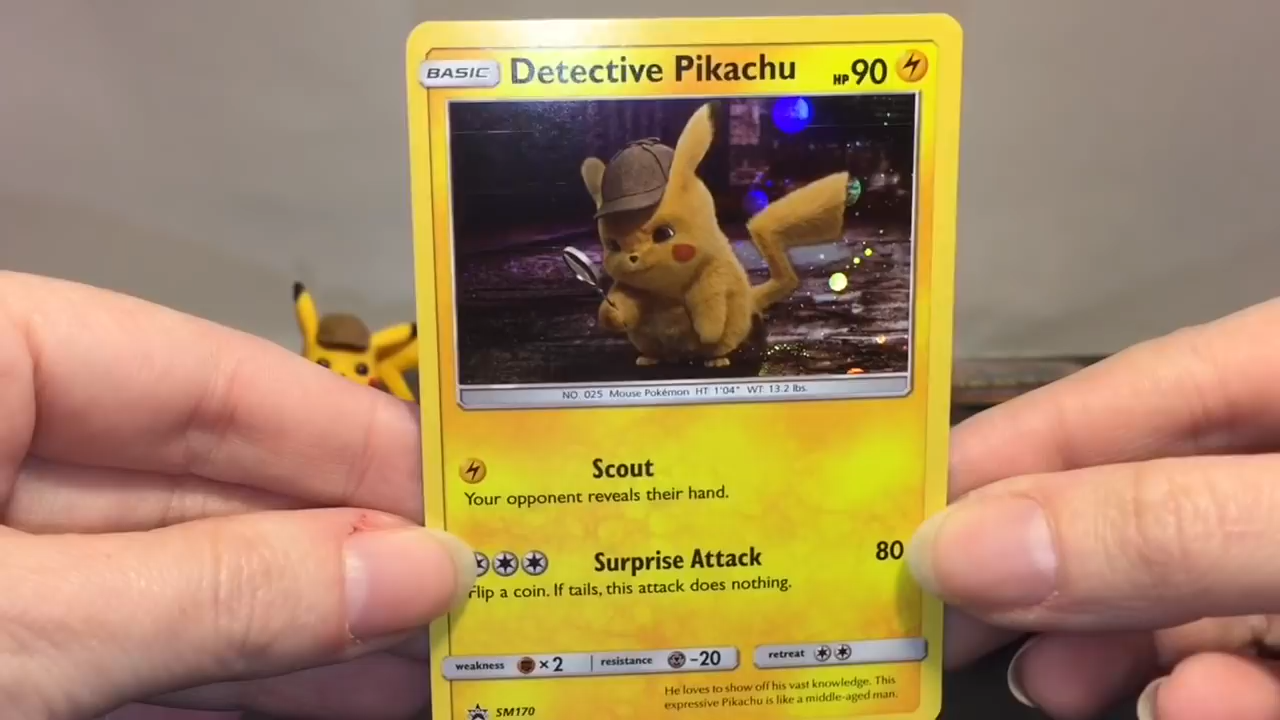 BASIC Detective Pikachu HP 90
NO. 025 Mouse Pokémon HT: 1'04" WT: 13.2 lbs.
Scout
Your opponent reveals their hand.
Surprise Attack 80
Flip a coin. If tails, this attack does nothing.
weakness ×2 resistance -20 retreat
He loves to show off his vast knowledge. This
expressive Pikachu is like a middle-aged man.
SM170